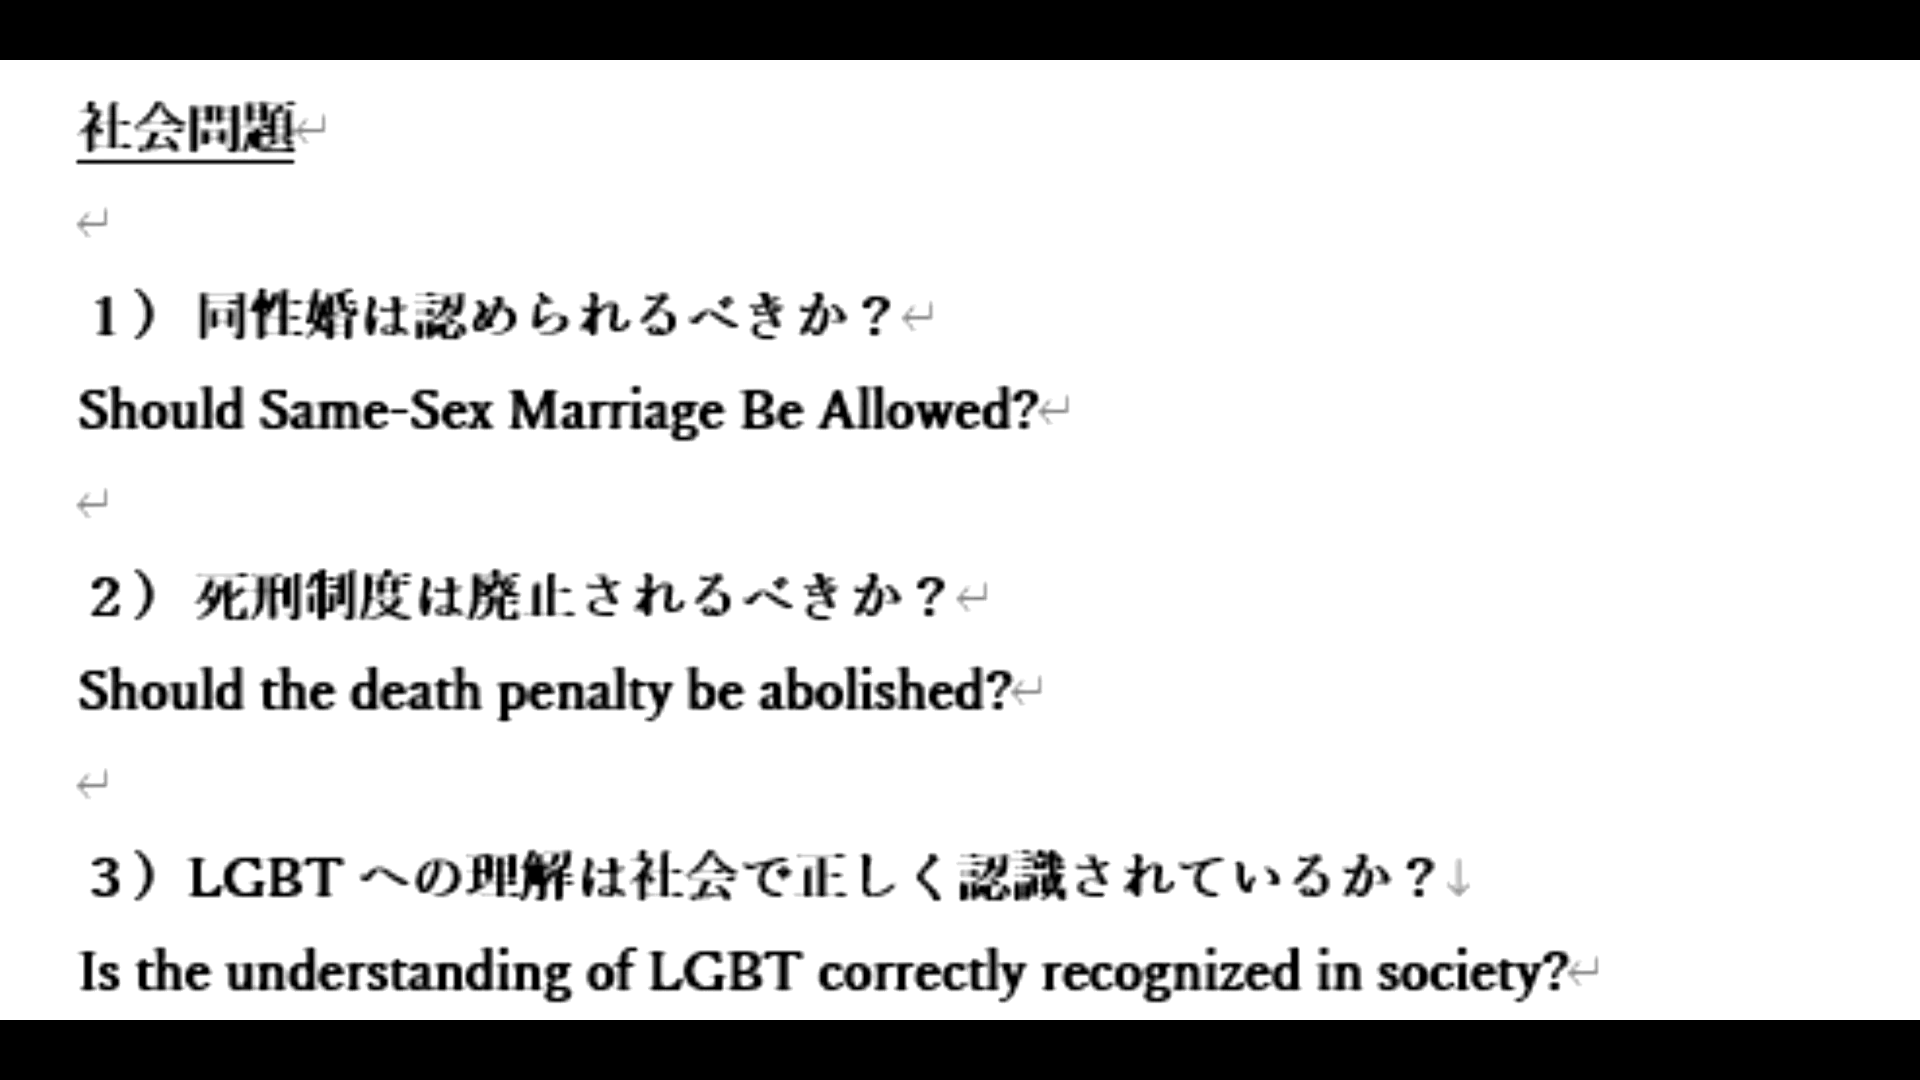 社会問題
1） 同性婚は認められるべきか？
Should Same-Sex Marriage Be Allowed?
2） 死刑制度は廃止されるべきか？
Should the death penalty be abolished?
3）LGBT への理解は社会で正しく認識されているか？
Is the understanding of LGBT correctly recognized in society?